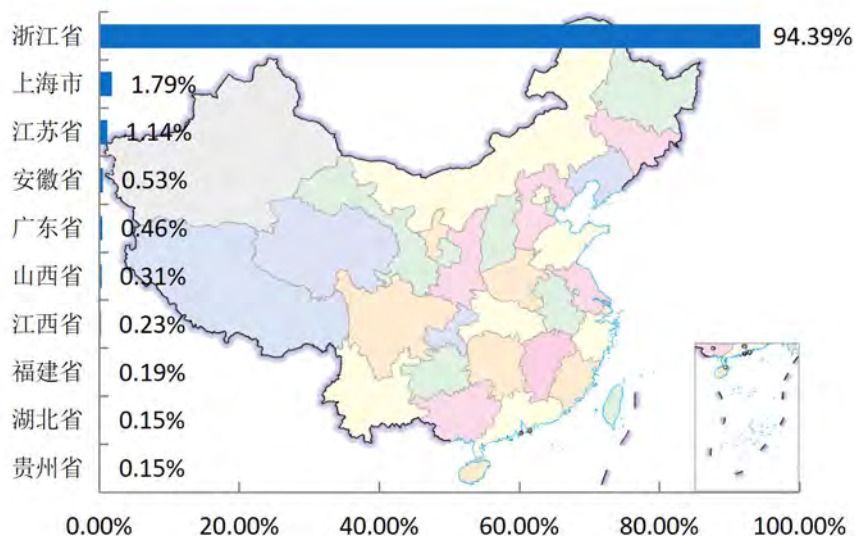 浙江省 94.39%
上海市 1.79%
江苏省 1.14%
安徽省 0.53%
广东省 0.46%
山西省 0.31%
江西省 0.23%
福建省 0.19%
湖北省 0.15%
贵州省 0.15%
0.00% 20.00% 40.00% 60.00% 80.00% 100.00%